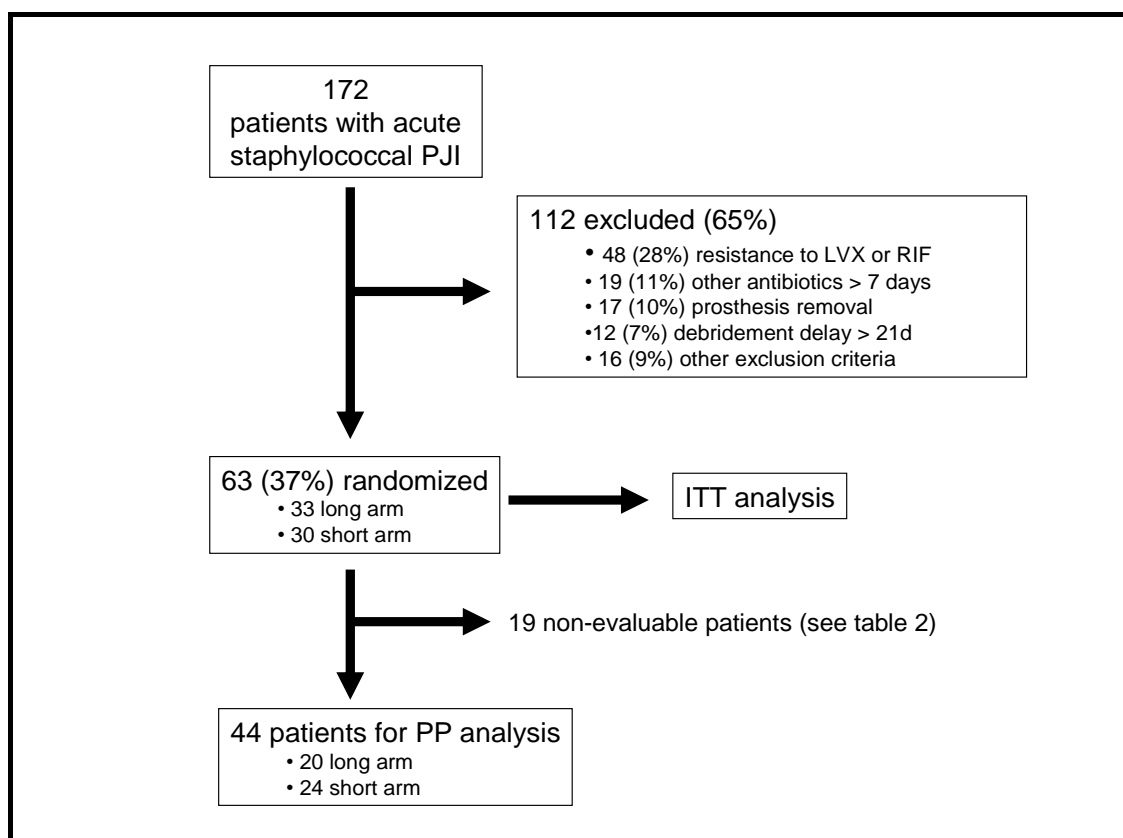 172
patients with acute
staphylococcal PJI
112 excluded (65%)
• 48 (28%) resistance to LVX or RIF
• 19 (11%) other antibiotics > 7 days
• 17 (10%) prosthesis removal
•12 (7%) debridement delay > 21d
• 16 (9%) other exclusion criteria
63 (37%) randomized
• 33 long arm
• 30 short arm
ITT analysis
19 non-evaluable patients (see table 2)
44 patients for PP analysis
• 20 long arm
• 24 short arm